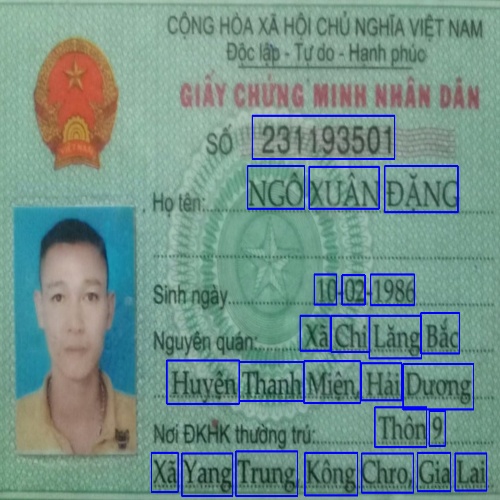 CỘNG HÒA XÃ HỘI CHỦ NGHĨA VIỆT NAM
Độc lập - Tự do - Hạnh phúc
GIẤY CHỨNG MINH NHÂN DÂN
SỐ 231193501
Họ tên: NGÔ XUÂN ĐẶNG
Sinh ngày 10-02-1986
Nguyên quán: Xã Chi Lăng Bắc
Huyện Thanh Miện, Hải Dương
Nơi ĐKHK thường trú: Thôn 9
Xã Yang Trung, Kông Chro, Gia Lai